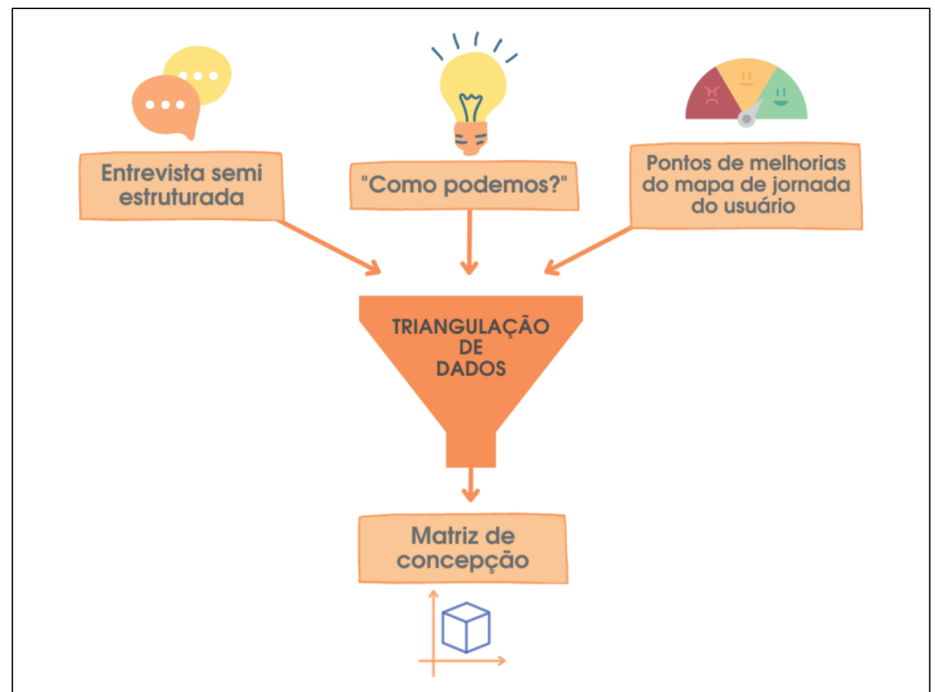 Entrevista semi
estruturada
"Como podemos?"
Pontos de melhorias
do mapa de jornada
do usuário
TRIANGULAÇÃO
DE
DADOS
Matriz de
concepção